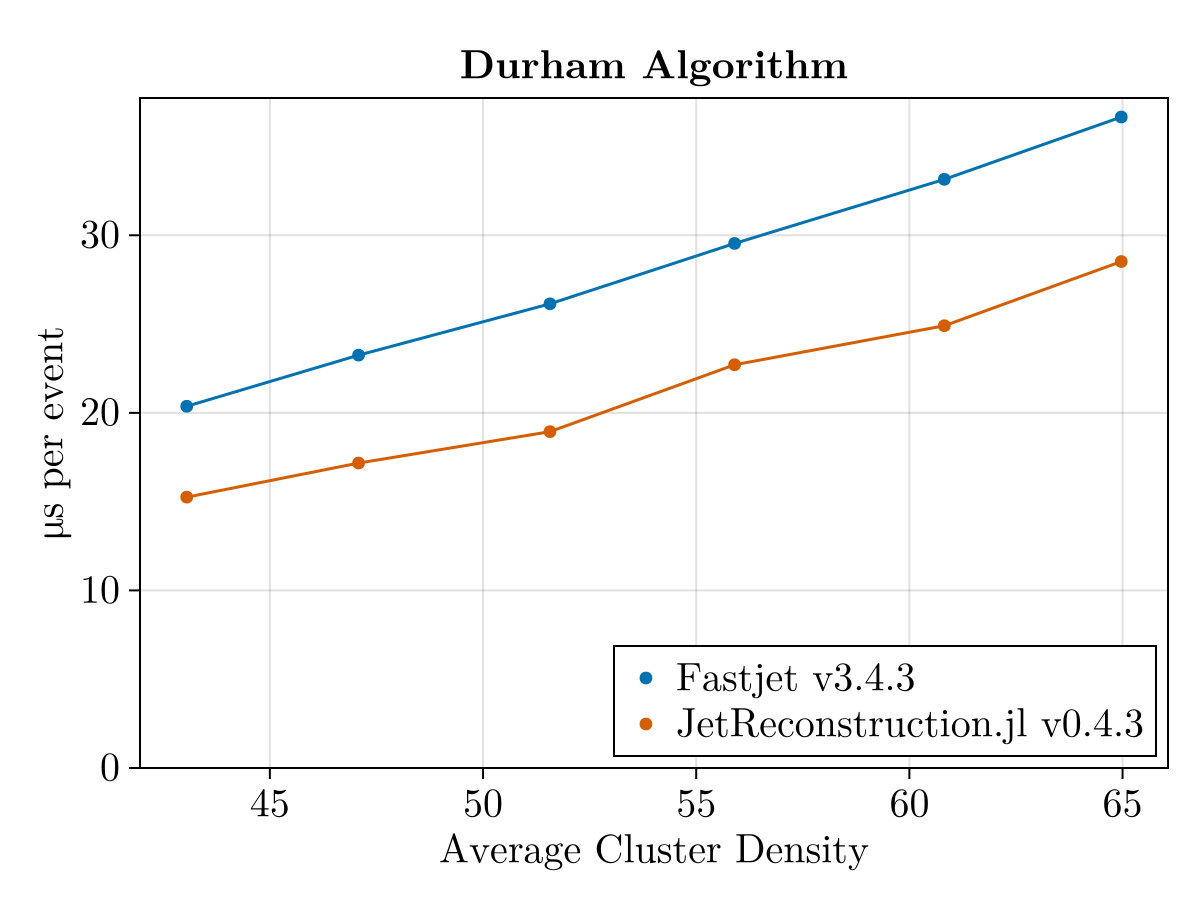 Durham Algorithm
µs per event
30
20
10
0
Fastjet v3.4.3
JetReconstruction.jl v0.4.3
45 50 55 60 65
Average Cluster Density